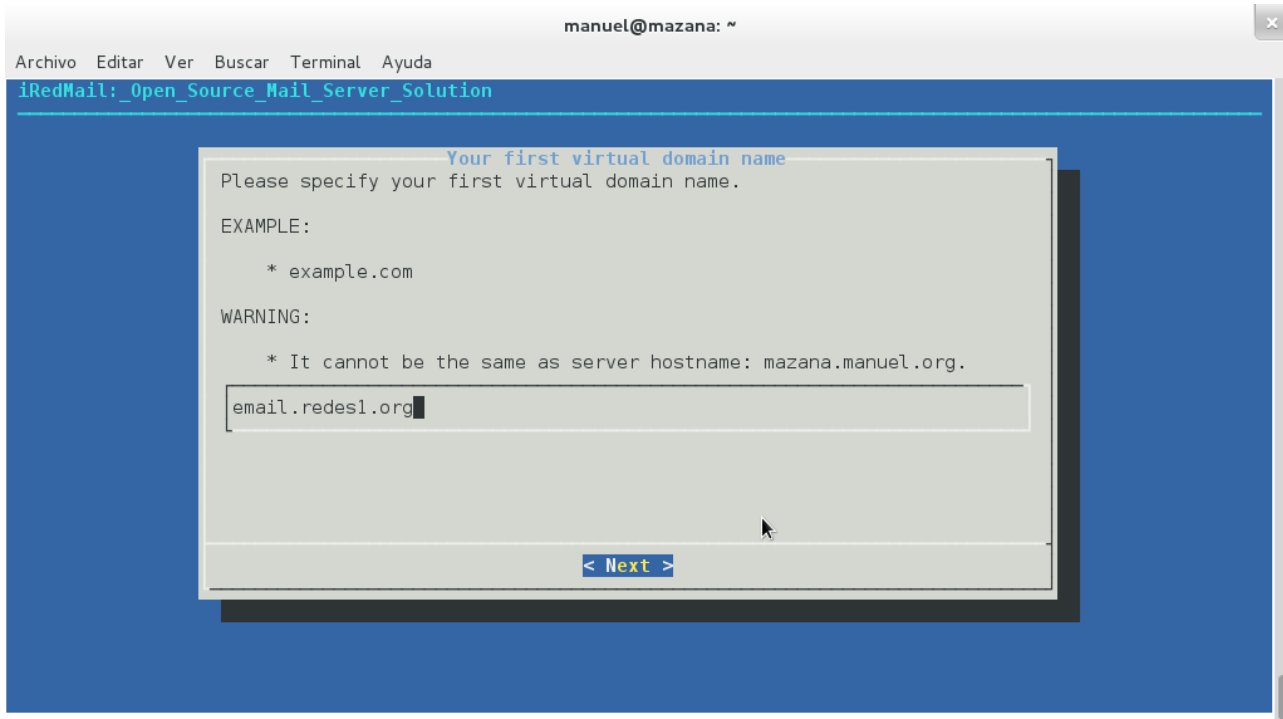 manuel@mazana: ~
Archivo Editar Ver Buscar Terminal Ayuda
iRedMail:_Open_Source_Mail_Server_Solution
Your first virtual domain name
Please specify your first virtual domain name.
EXAMPLE:
* example.com
WARNING:
* It cannot be the same as server hostname: mazana.manuel.org.
email.redes1.org
< Next >